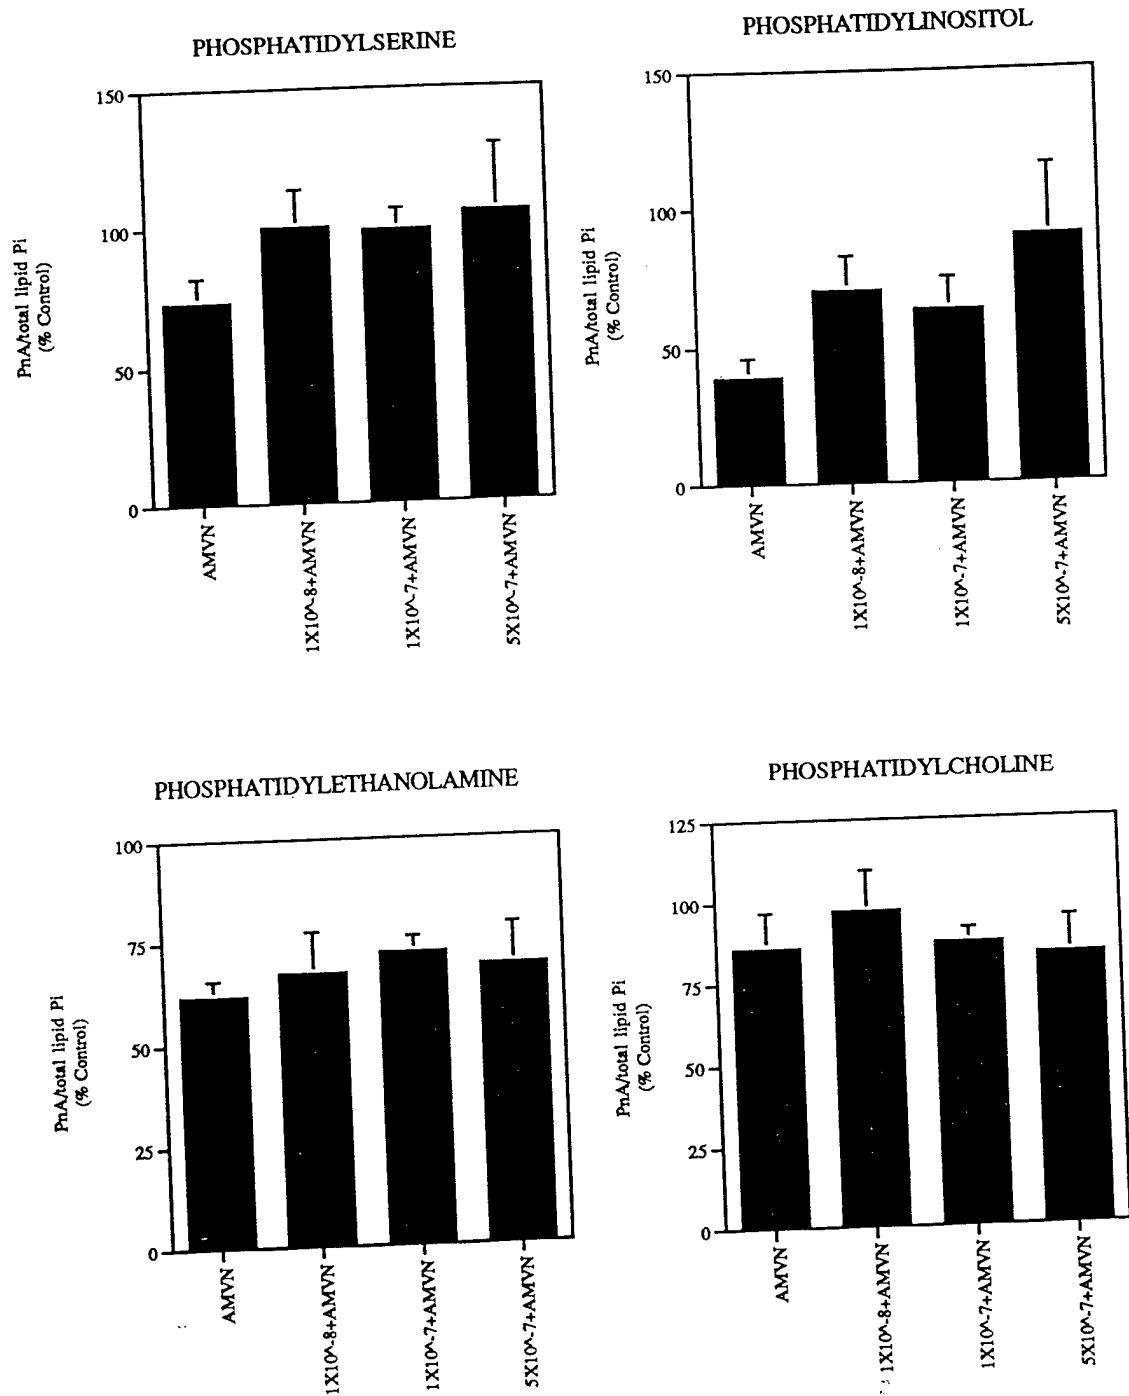 PHOSPHATIDYLSERINE
PnA/total lipid Pi
(% Control)
150
100
50
0
AMVN
1X10^-8+AMVN
1X10^-7+AMVN
5X10^-7+AMVN
PHOSPHATIDYLINOSITOL
PnA/total lipid Pi
(% Control)
150
100
50
0
AMVN
1X10^-8+AMVN
1X10^-7+AMVN
5X10^-7+AMVN
PHOSPHATIDYLETHANOLAMINE
PnA/total lipid Pi
(% Control)
100
75
50
25
0
AMVN
1X10^-8+AMVN
1X10^-7+AMVN
5X10^-7+AMVN
PHOSPHATIDYLCHOLINE
PnA/total lipid Pi
(% Control)
125
100
75
50
25
0
AMVN
1X10^-8+AMVN
1X10^-7+AMVN
5X10^-7+AMVN